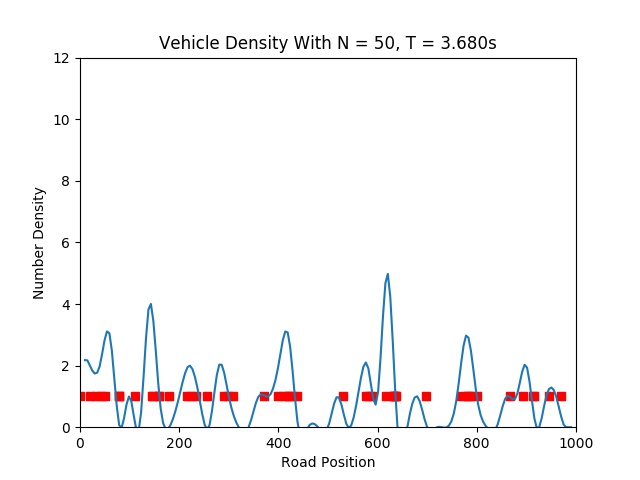 Vehicle Density With N = 50, T = 3.680s
12
10
8
6
4
2
0
Number Density
0 200 400 600 800 1000
Road Position